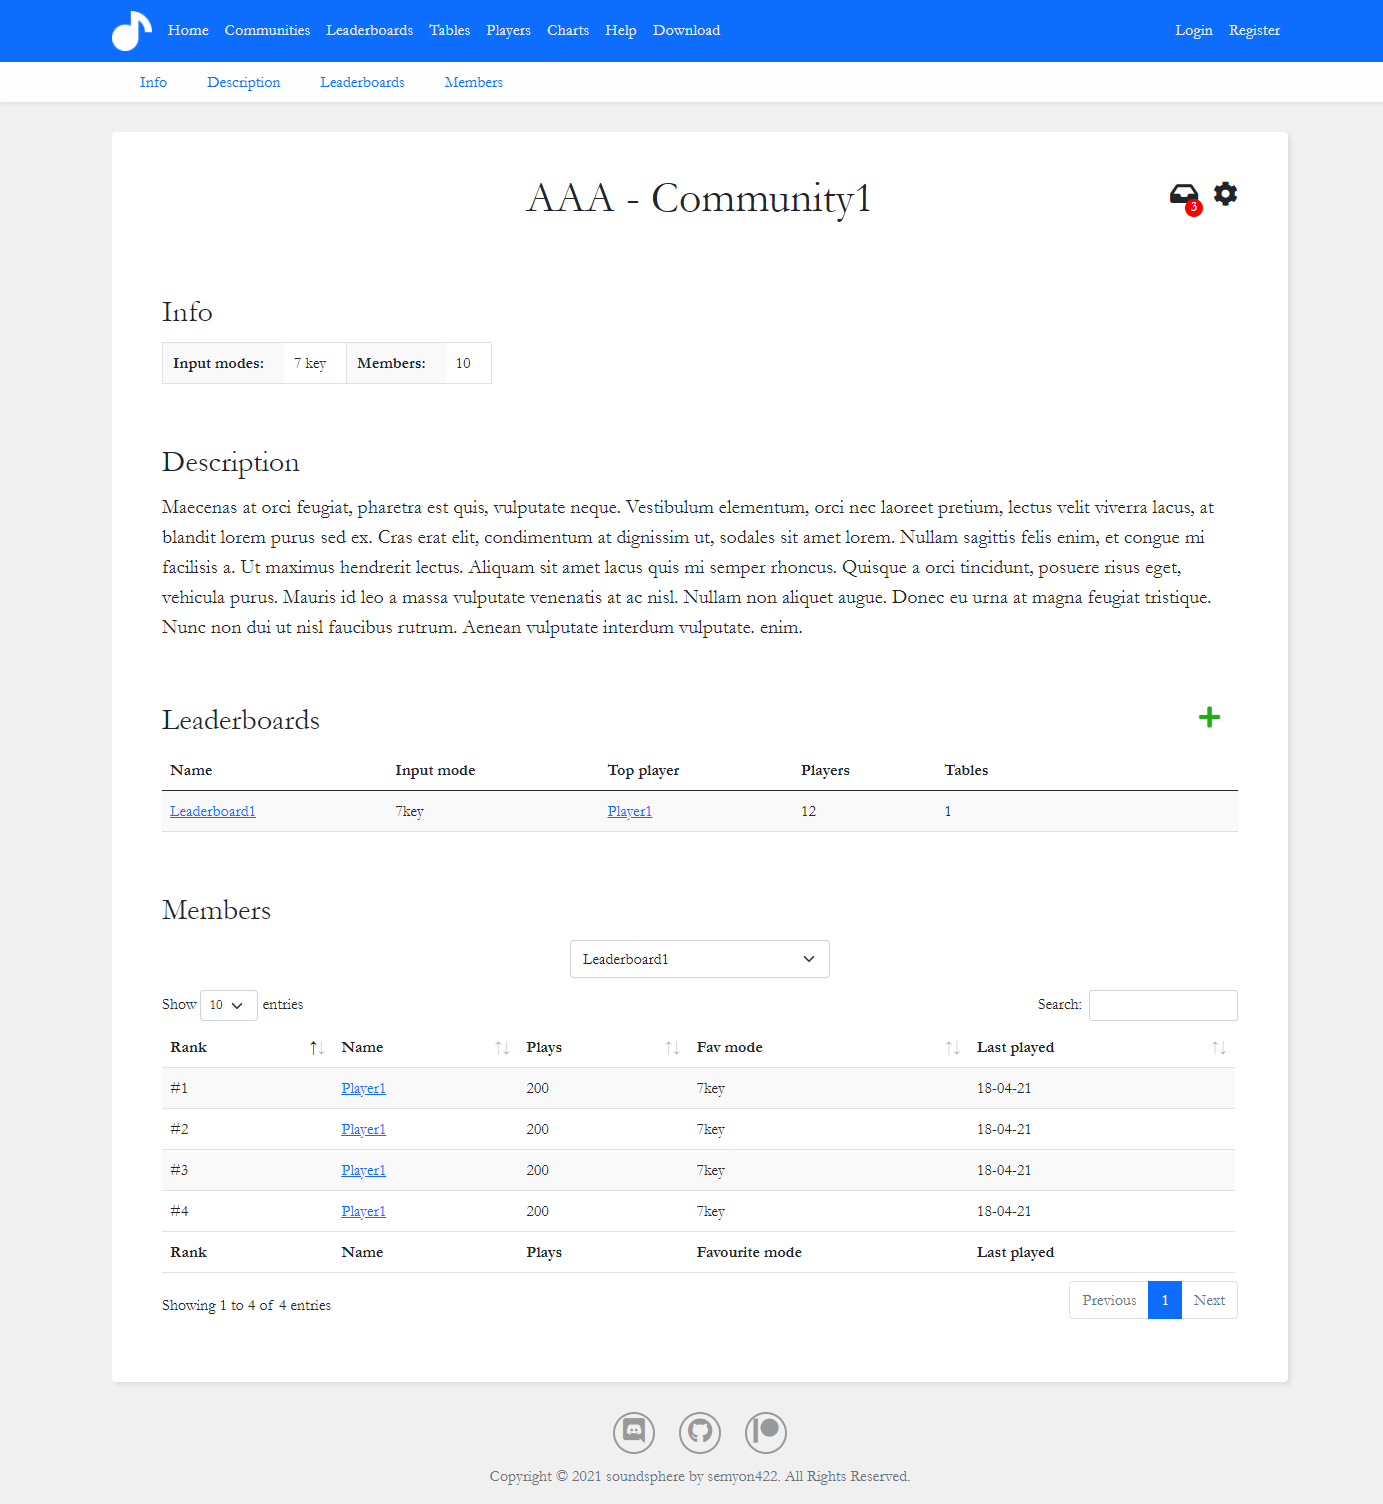 Home Communities Leaderboards Tables Players Charts Help Download Login Register
Info Description Leaderboards Members
AAA - Community1
3
Info
Input modes: 7 key Members: 10
Description
Maecenas at orci feugiat, pharetra est quis, vulputate neque. Vestibulum elementum, orci nec laoreet pretium, lectus velit viverra lacus, at
blandit lorem purus sed ex. Cras erat elit, condimentum at dignissim ut, sodales sit amet lorem. Nullam sagittis felis enim, et congue mi
facilisis a. Ut maximus hendrerit lectus. Aliquam sit amet lacus quis mi semper rhoncus. Quisque a orci tincidunt, posuere risus eget,
vehicula purus. Mauris id leo a massa vulputate venenatis at ac nisl. Nullam non aliquet augue. Donec eu urna at magna feugiat tristique.
Nunc non dui ut nisl faucibus rutrum. Aenean vulputate interdum vulputate. enim.
Leaderboards
Name Input mode Top player Players Tables
Leaderboard1 7key Player1 12 1
Members
Leaderboard1
Show 10 entries Search:
Rank Name Plays Fav mode Last played
#1 Player1 200 7key 18-04-21
#2 Player1 200 7key 18-04-21
#3 Player1 200 7key 18-04-21
#4 Player1 200 7key 18-04-21
Rank Name Plays Favourite mode Last played
Showing 1 to 4 of 4 entries Previous 1 Next
Copyright © 2021 soundsphere by semyon422. All Rights Reserved.